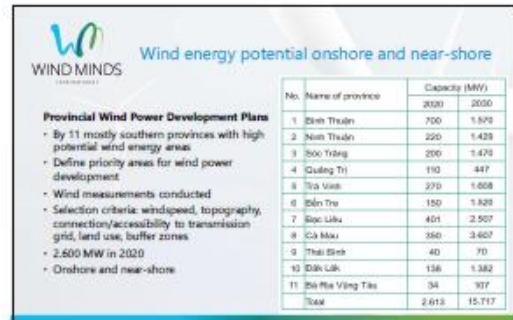 WIND MINDS
Wind energy potential onshore and near-shore
Provincial Wind Power Development Plans
• By 11 mostly southern provinces with high
potential wind energy areas
• Define priority areas for wind power
development
• Wind measurements conducted
• Selection criteria: windspeed, topography,
connection/accessibility to transmission
grid, land use, buffer zones
• 2.600 MW in 2020
• Onshore and near-shore
No. Name of province Capacity (MW)
2020 2030
1 Bình Thuận 700 1.570
2 Ninh Thuận 220 1.429
3 Sóc Trăng 200 1.470
4 Quảng Trị 110 447
5 Trà Vinh 270 1.608
6 Bến Tre 150 1.520
7 Bạc Liêu 401 2.507
8 Cà Mau 350 3.607
9 Thái Bình 40 70
10 Đăk Lăk 138 1.382
11 Bà Rịa Vũng Tàu 34 107
Total 2.613 15.717